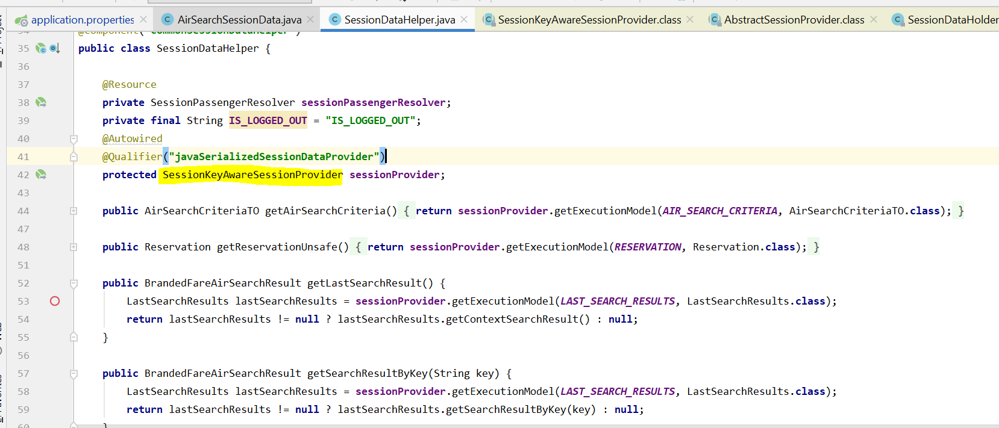 application.properties AirSearchSessionData.java SessionDataHelper.java SessionKeyAwareSessionProvider.class AbstractSessionProvider.class SessionDataHolder
35 public class SessionDataHelper {
36
37 @Resource
38 private SessionPassengerResolver sessionPassengerResolver;
39 private final String IS_LOGGED_OUT = "IS_LOGGED_OUT";
40 @Autowired
41 @Qualifier("javaSerializedSessionDataProvider")
42 protected SessionKeyAwareSessionProvider sessionProvider;
43
44 public AirSearchCriteriaTO getAirSearchCriteria() { return sessionProvider.getExecutionModel(AIR_SEARCH_CRITERIA, AirSearchCriteriaTO.class); }
47
48 public Reservation getReservationUnsafe() { return sessionProvider.getExecutionModel(RESERVATION, Reservation.class); }
51
52 public BrandedFareAirSearchResult getLastSearchResult() {
53 LastSearchResults lastSearchResults = sessionProvider.getExecutionModel(LAST_SEARCH_RESULTS, LastSearchResults.class);
54 return lastSearchResults != null ? lastSearchResults.getContextSearchResult() : null;
55 }
56
57 public BrandedFareAirSearchResult getSearchResultByKey(String key) {
58 LastSearchResults lastSearchResults = sessionProvider.getExecutionModel(LAST_SEARCH_RESULTS, LastSearchResults.class);
59 return lastSearchResults != null ? lastSearchResults.getSearchResultByKey(key) : null;
60 }